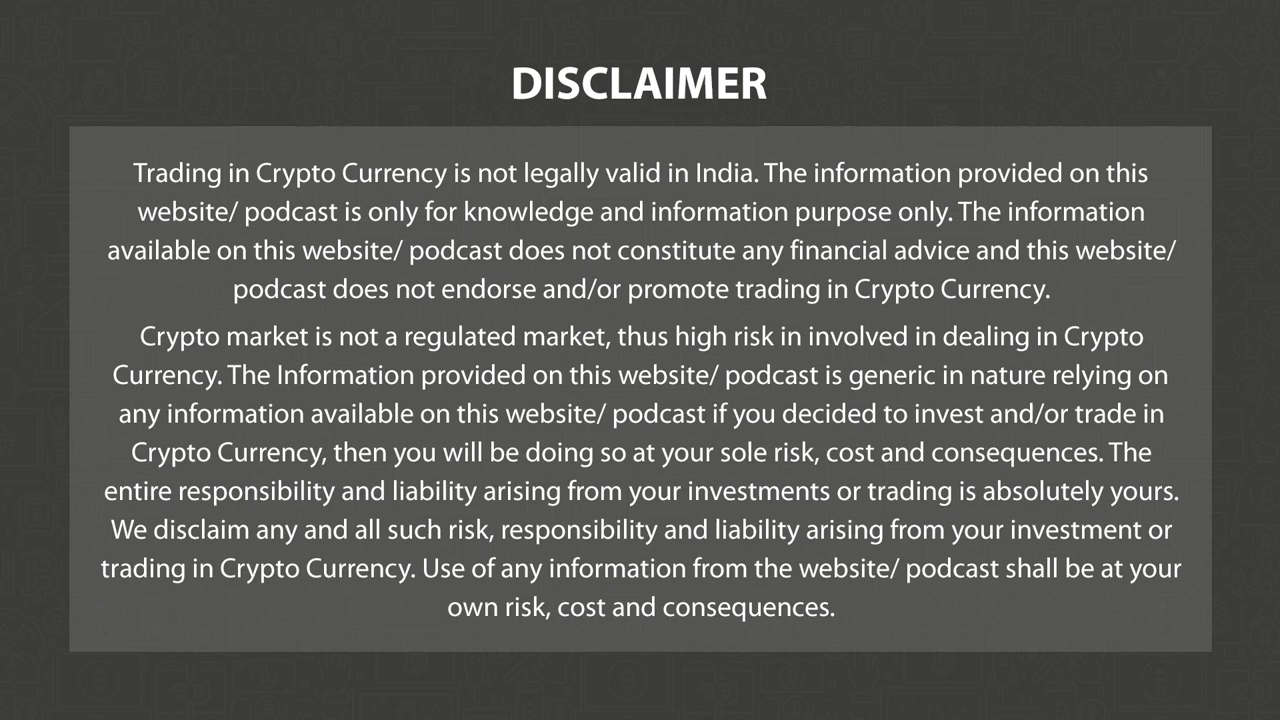 DISCLAIMER
Trading in Crypto Currency is not legally valid in India. The information provided on this
website/ podcast is only for knowledge and information purpose only. The information
available on this website/ podcast does not constitute any financial advice and this website/
podcast does not endorse and/or promote trading in Crypto Currency.
Crypto market is not a regulated market, thus high risk in involved in dealing in Crypto
Currency. The Information provided on this website/ podcast is generic in nature relying on
any information available on this website/ podcast if you decided to invest and/or trade in
Crypto Currency, then you will be doing so at your sole risk, cost and consequences. The
entire responsibility and liability arising from your investments or trading is absolutely yours.
We disclaim any and all such risk, responsibility and liability arising from your investment or
trading in Crypto Currency. Use of any information from the website/ podcast shall be at your
own risk, cost and consequences.